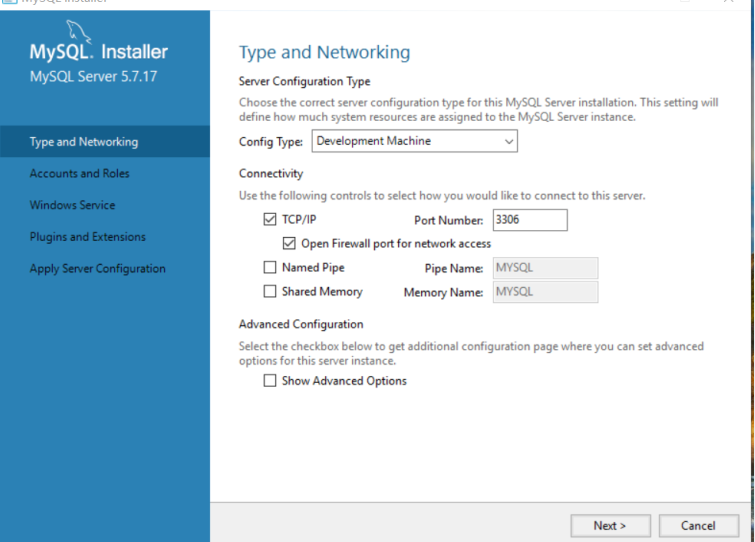 MySQL Installer
MySQL. Installer
MySQL Server 5.7.17
Type and Networking
Accounts and Roles
Windows Service
Plugins and Extensions
Apply Server Configuration
Type and Networking
Server Configuration Type
Choose the correct server configuration type for this MySQL Server installation. This setting will
define how much system resources are assigned to the MySQL Server instance.
Config Type: Development Machine
Connectivity
Use the following controls to select how you would like to connect to this server.
TCP/IP Port Number: 3306
Open Firewall port for network access
Named Pipe Pipe Name: MYSQL
Shared Memory Memory Name: MYSQL
Advanced Configuration
Select the checkbox below to get additional configuration page where you can set advanced
options for this server instance.
Show Advanced Options
Next > Cancel